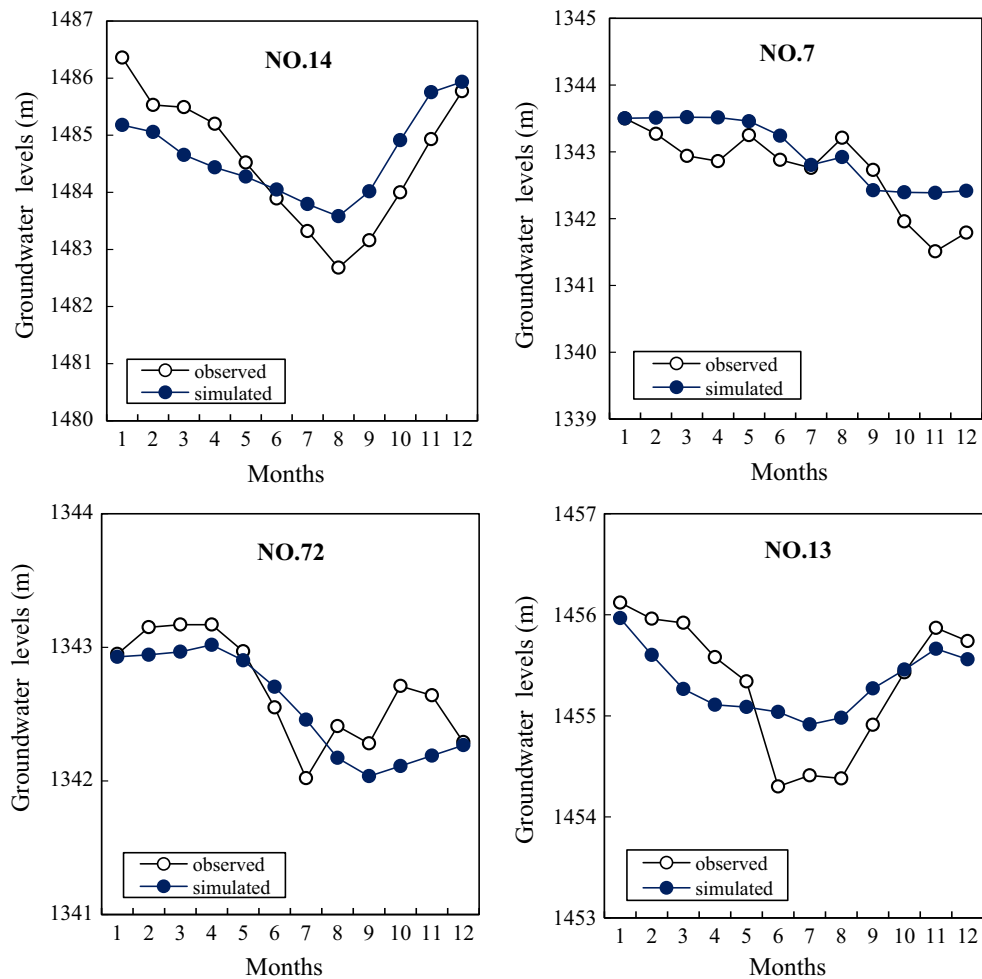 NO.14
Groundwater levels (m)
1487
1486
1485
1484
1483
1482
1481
1480
observed
simulated
1 2 3 4 5 6 7 8 9 10 11 12
Months
NO.7
Groundwater levels (m)
1345
1344
1343
1342
1341
1340
1339
observed
simulated
1 2 3 4 5 6 7 8 9 10 11 12
Months
NO.72
Groundwater levels (m)
1344
1343
1342
1341
observed
simulated
1 2 3 4 5 6 7 8 9 10 11 12
Months
NO.13
Groundwater levels (m)
1457
1456
1455
1454
1453
observed
simulated
1 2 3 4 5 6 7 8 9 10 11 12
Months